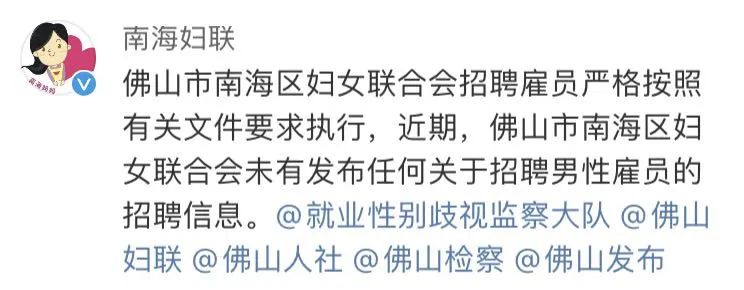 南海妇联
佛山市南海区妇女联合会招聘雇员严格按照
有关文件要求执行，近期，佛山市南海区妇
女联合会未有发布任何关于招聘男性雇员的
招聘信息。@就业性别歧视监察大队 @佛山
妇联 @佛山人社 @佛山检察 @佛山发布